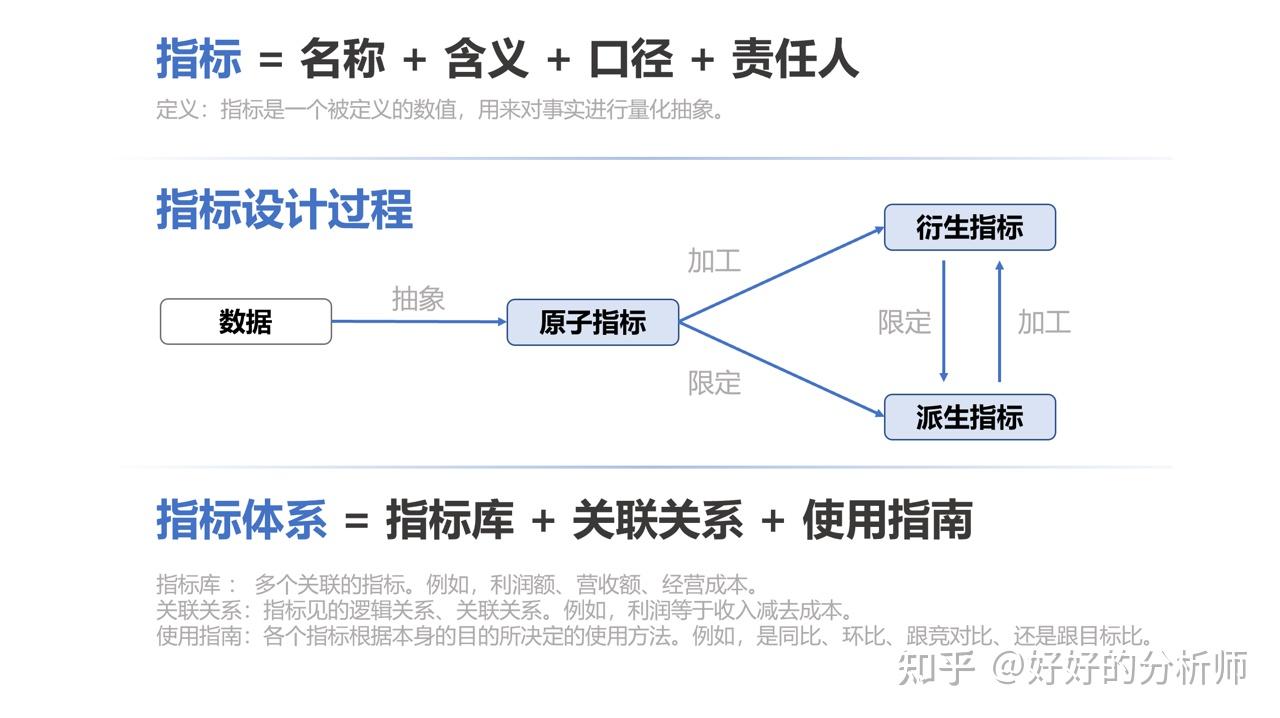 指标 = 名称 + 含义 + 口径 + 责任人
定义：指标是一个被定义的数值，用来对事实进行量化抽象。
指标设计过程
数据
抽象
原子指标
加工
限定
衍生指标
限定
加工
派生指标
指标体系 = 指标库 + 关联关系 + 使用指南
指标库 ： 多个关联的指标。例如，利润额、营收额、经营成本。
关联关系：指标见的逻辑关系、关联关系。例如，利润等于收入减去成本。
使用指南：各个指标根据本身的目的所决定的使用方法。例如，是同比、环比、跟竞对比、还是跟目标比。
知乎 @好好的分析师